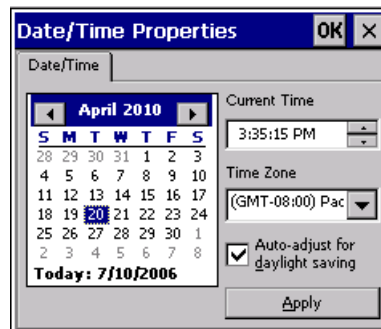 Date/Time Properties OK ×
Date/Time
April 2010
S M T W T F S
28 29 30 31 1 2 3
4 5 6 7 8 9 10
11 12 13 14 15 16 17
18 19 20 21 22 23 24
25 26 27 28 29 30 1
2 3 4 5 6 7 8
Today: 7/10/2006
Current Time
3:35:15 PM
Time Zone
(GMT-08:00) Pac
Auto-adjust for
daylight saving
Apply